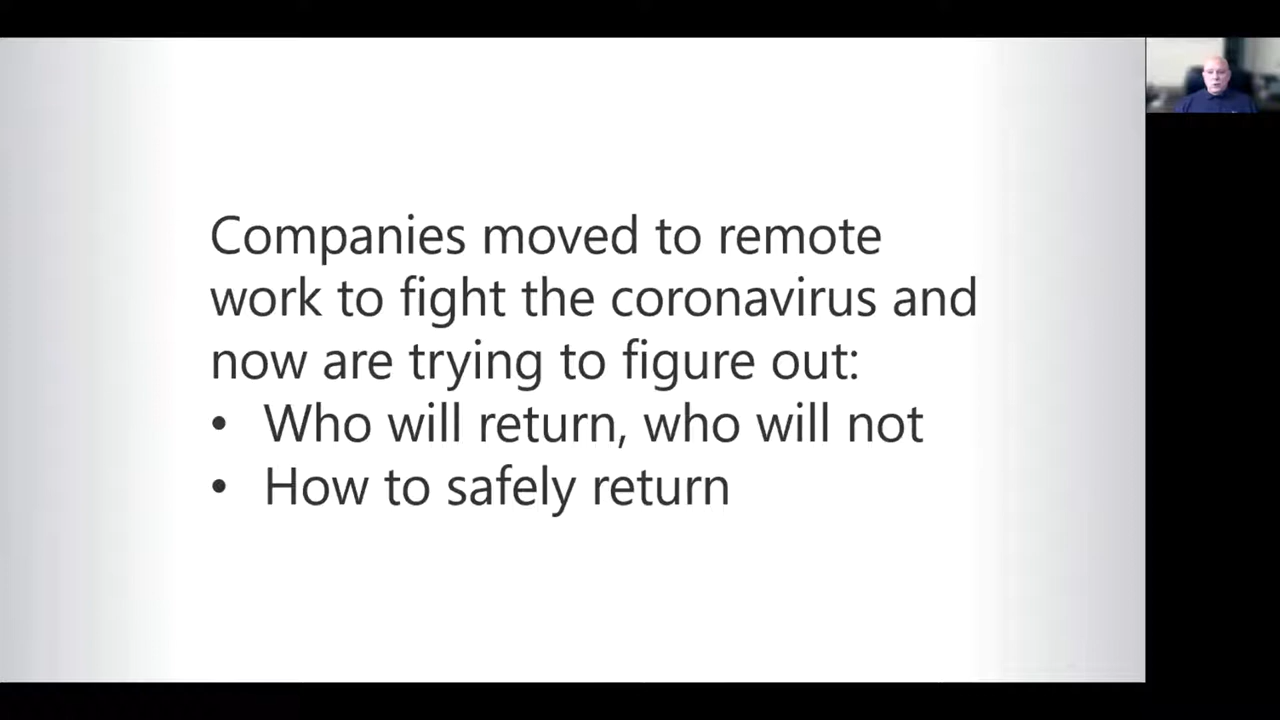 Companies moved to remote
work to fight the coronavirus and
now are trying to figure out:
• Who will return, who will not
• How to safely return